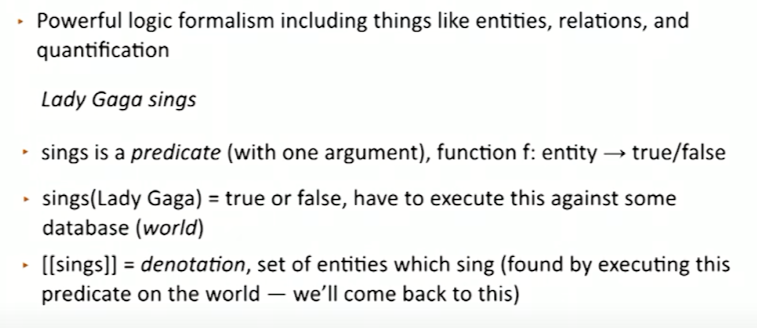 ‣ Powerful logic formalism including things like entities, relations, and
quantification
Lady Gaga sings
‣ sings is a predicate (with one argument), function f: entity → true/false
‣ sings(Lady Gaga) = true or false, have to execute this against some
database (world)
‣ [[sings]] = denotation, set of entities which sing (found by executing this
predicate on the world — we'll come back to this)